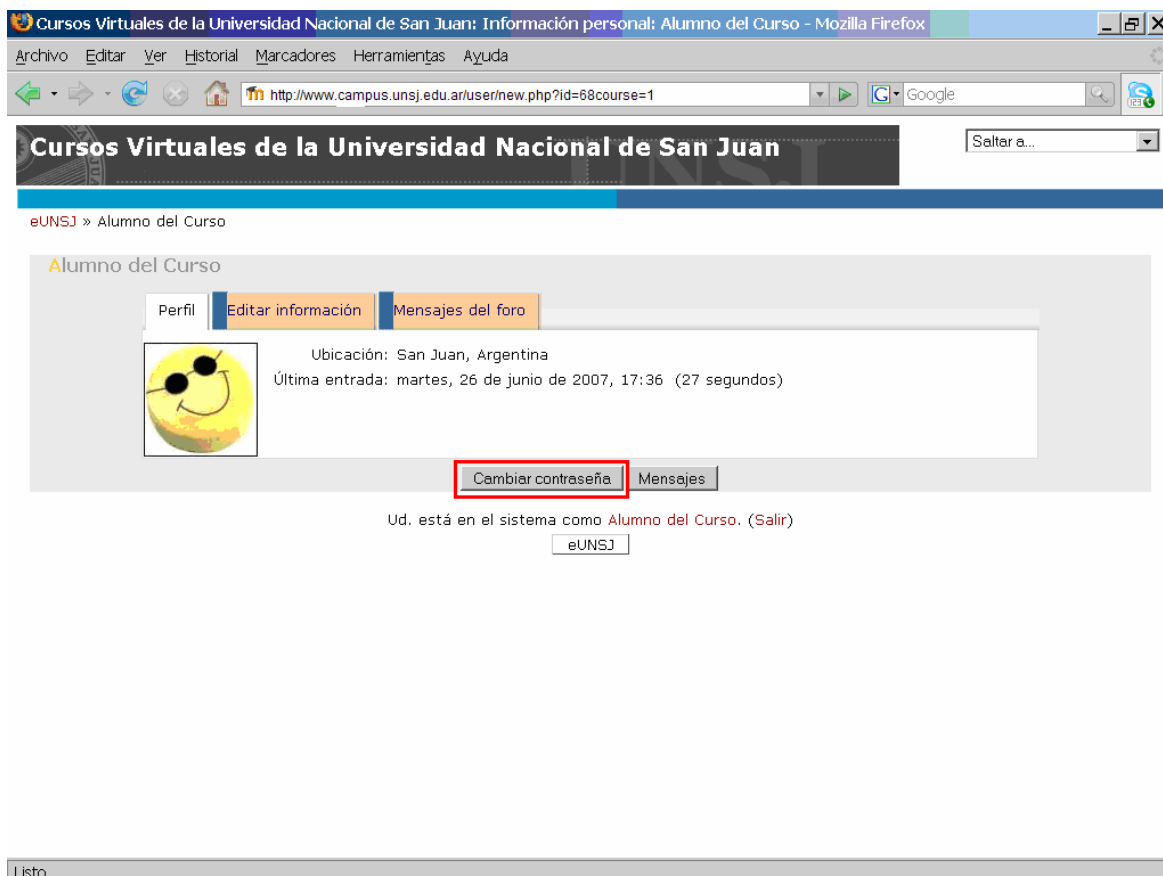 Cursos Virtuales de la Universidad Nacional de San Juan: Información personal: Alumno del Curso - Mozilla Firefox
Archivo Editar Ver Historial Marcadores Herramientas Ayuda
http://www.campus.unsj.edu.ar/user/new.php?id=68course=1 G Google
Cursos Virtuales de la Universidad Nacional de San Juan
UNSJ
Saltar a...
eUNSJ » Alumno del Curso
Alumno del Curso
Perfil Editar información Mensajes del foro
Ubicación: San Juan, Argentina
Última entrada: martes, 26 de junio de 2007, 17:36 (27 segundos)
Cambiar contraseña Mensajes
Ud. está en el sistema como Alumno del Curso. (Salir)
eUNSJ
Listo